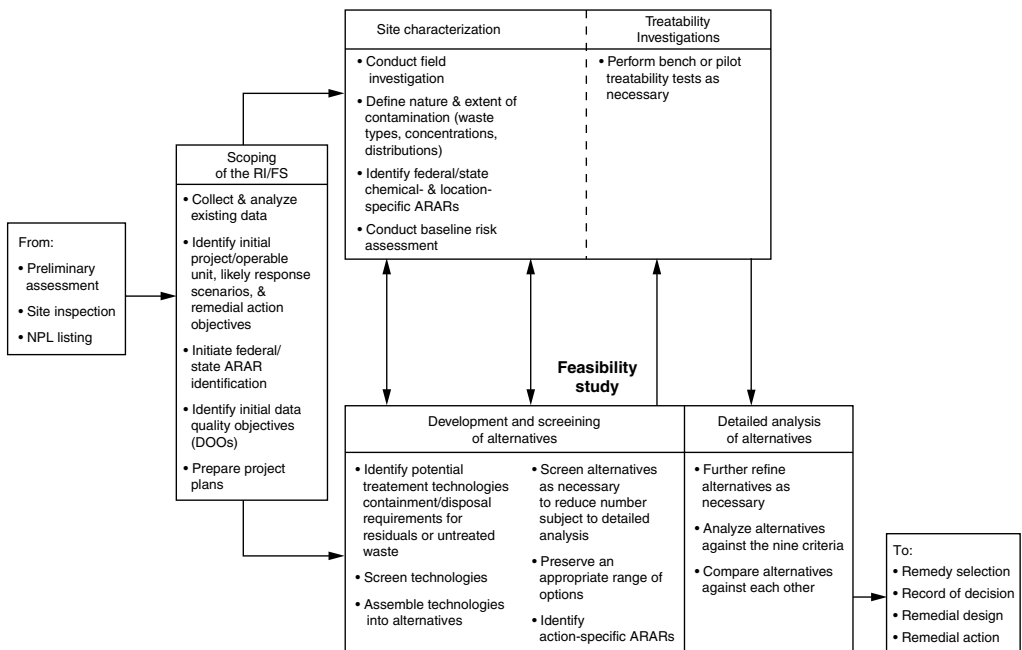 From:
• Preliminary
assessment
• Site inspection
• NPL listing
Scoping
of the RI/FS
• Collect & analyze
existing data
• Identify initial
project/operable
unit, likely response
scenarios, &
remedial action
objectives
• Initiate federal/
state ARAR
identification
• Identify initial data
quality objectives
(DOOs)
• Prepare project
plans
Site characterization
• Conduct field
investigation
• Define nature & extent of
contamination (waste
types, concentrations,
distributions)
• Identify federal/state
chemical- & location-
specific ARARs
• Conduct baseline risk
assessment
Treatability
Investigations
• Perform bench or pilot
treatability tests as
necessary
Feasibility
study
Development and screeining
of alternatives
• Identify potential
treatement technologies
containment/disposal
requirements for
residuals or untreated
waste
• Screen technologies
• Assemble technologies
into alternatives
• Screen alternatives
as necessary
to reduce number
subject to detailed
analysis
• Preserve an
appropriate range of
options
• Identify
action-specific ARARs
Detailed analysis
of alternatives
• Further refine
alternatives as
necessary
• Analyze alternatives
against the nine criteria
• Compare alternatives
against each other
To:
• Remedy selection
• Record of decision
• Remedial design
• Remedial action